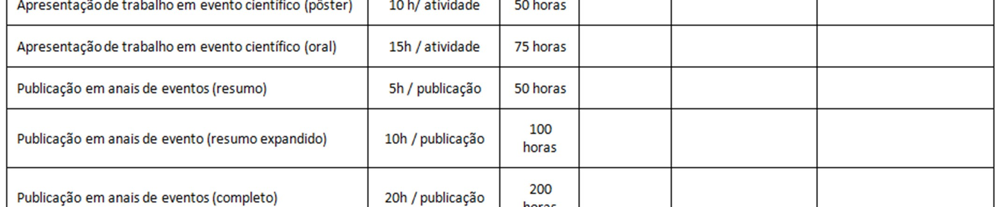 Apresentação de trabalho em evento científico (pôster) 10 h/ atividade 50 horas
Apresentação de trabalho em evento científico (oral) 15h / atividade 75 horas
Publicação em anais de eventos (resumo) 5h / publicação 50 horas
Publicação em anais de evento (resumo expandido) 10h / publicação 100
horas
Publicação em anais de eventos (completo) 20h / publicação 200
horas